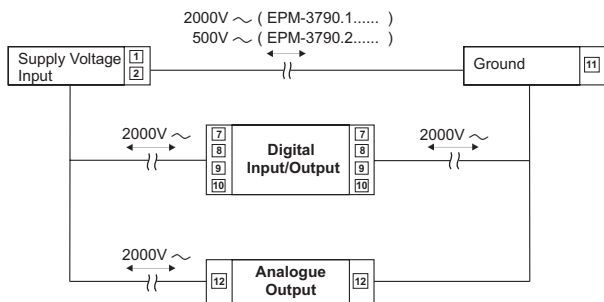 2000V ～ ( EPM-3790.1...... )
500V ～ ( EPM-3790.2...... )
Supply Voltage
Input
1
2
Ground
11
2000V ～
7
8
9
10
Digital
Input/Output
7
8
9
10
2000V ～
2000V ～
12
Analogue
Output
12